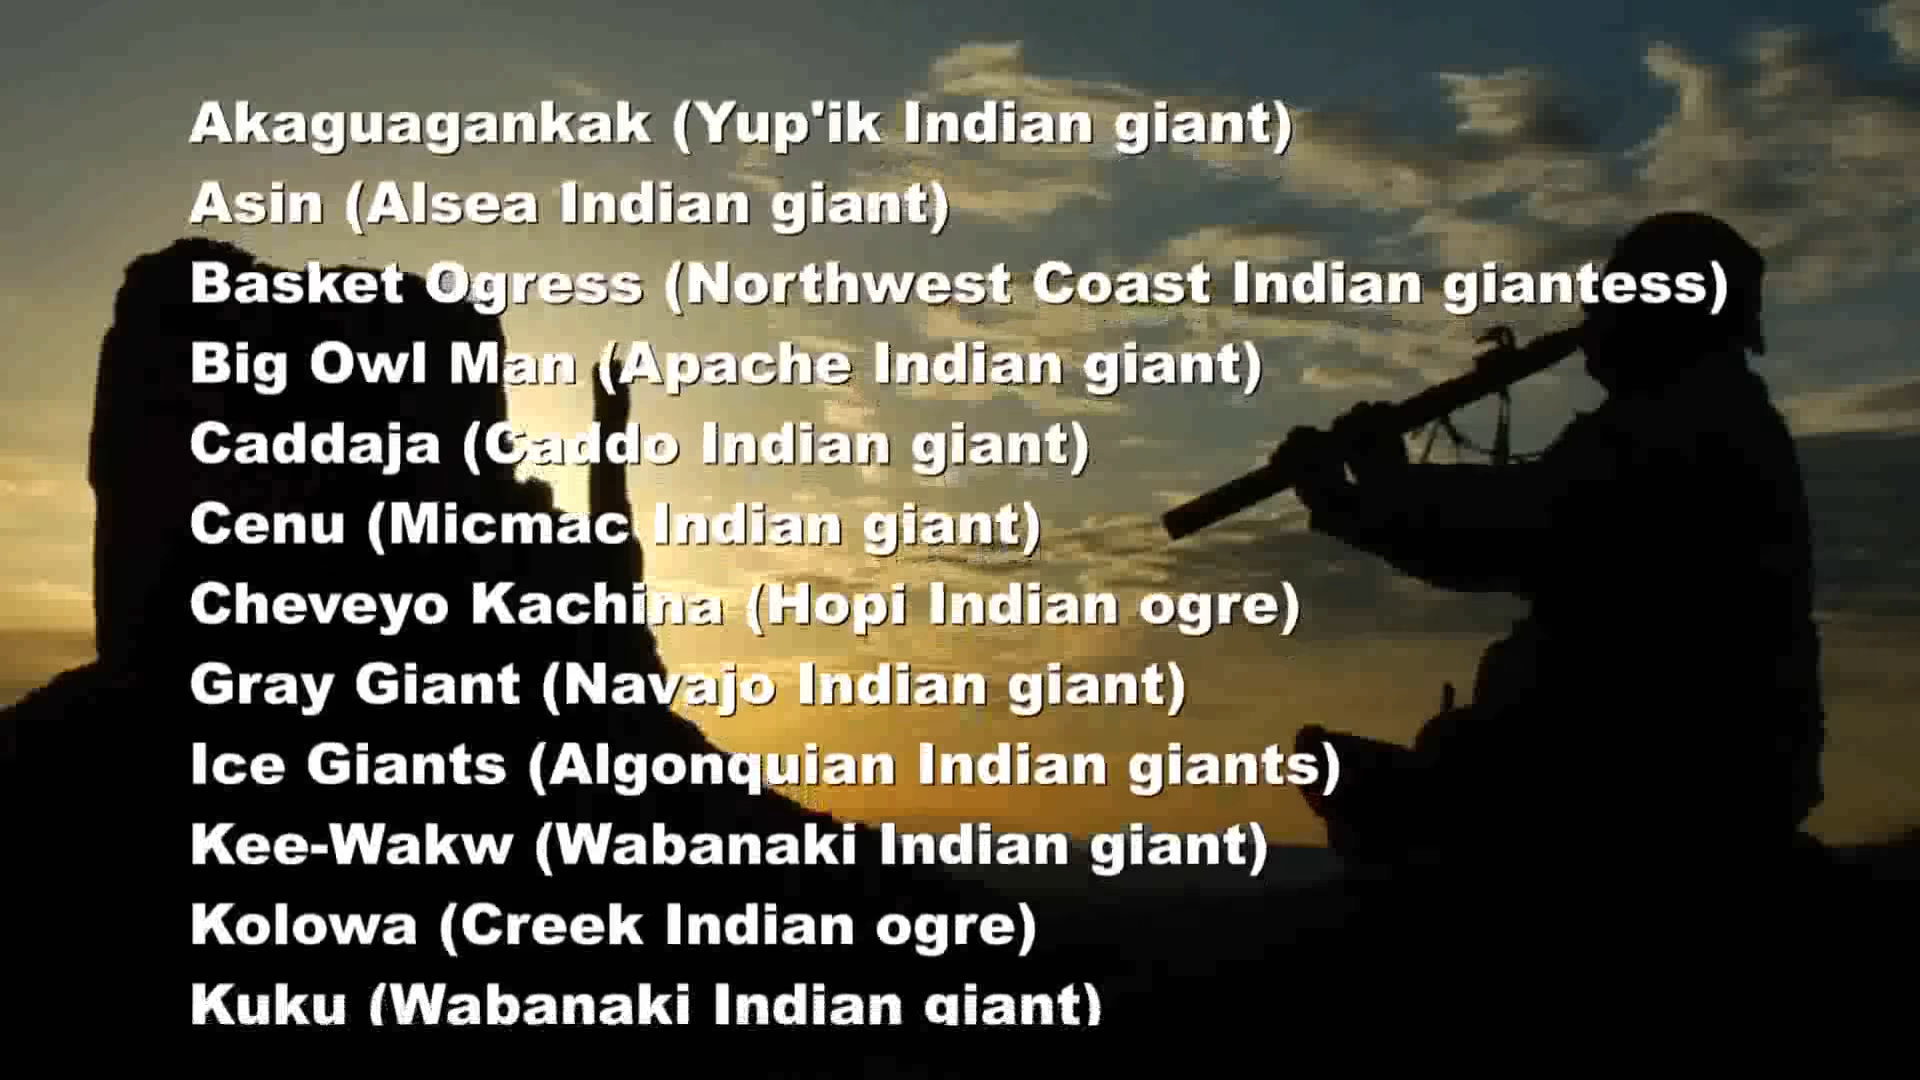 Akaguagankak (Yup'ik Indian giant)
Asin (Alsea Indian giant)
Basket Ogress (Northwest Coast Indian giantess)
Big Owl Man (Apache Indian giant)
Caddaja (Caddo Indian giant)
Cenu (Micmac Indian giant)
Cheveyo Kachina (Hopi Indian ogre)
Gray Giant (Navajo Indian giant)
Ice Giants (Algonquian Indian giants)
Kee-Wakw (Wabanaki Indian giant)
Kolowa (Creek Indian ogre)
Kuku (Wabanaki Indian giant)